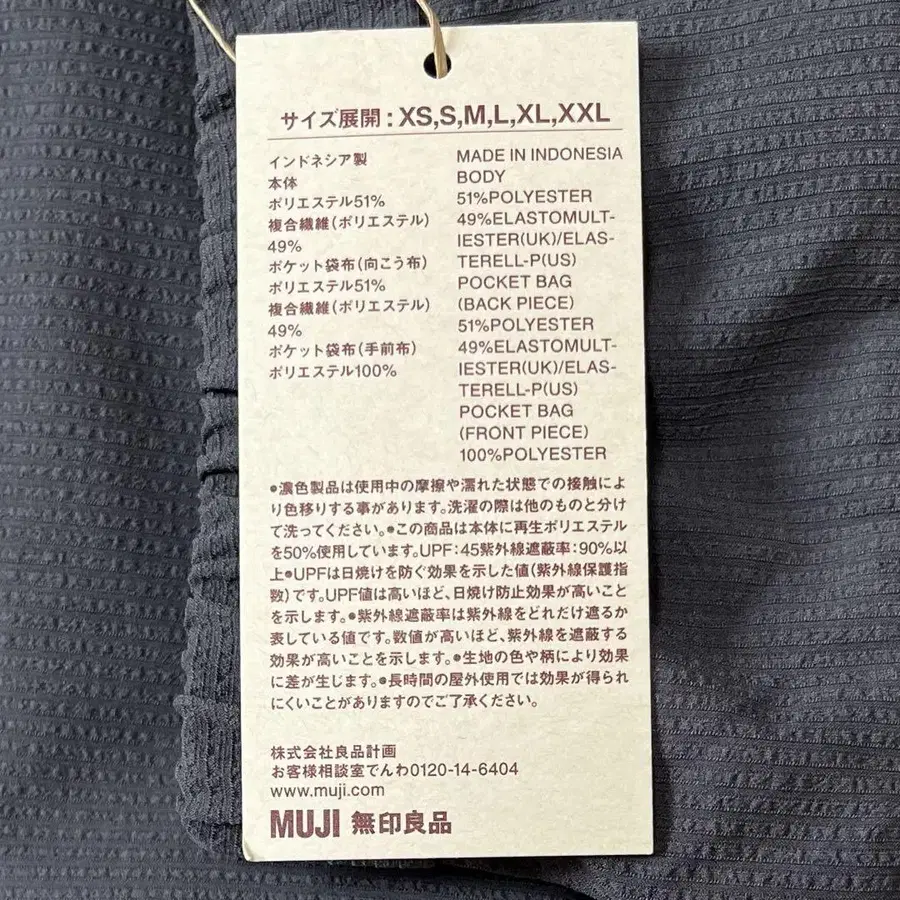 サイズ展開：XS,S,M,L,XL,XXL
インドネシア製
本体
ポリエステル51%
複合繊維(ポリエステル)
49%
ポケット袋布(向こう布)
ポリエステル51%
複合繊維(ポリエステル)
49%
ポケット袋布(手前布)
ポリエステル100%
MADE IN INDONESIA
BODY
51%POLYESTER
49%ELASTOMULT-
IESTER(UK)/ELAS-
TERELL-P(US)
POCKET BAG
(BACK PIECE)
51%POLYESTER
49%ELASTOMULT-
IESTER(UK)/ELAS-
TERELL-P(US)
POCKET BAG
(FRONT PIECE)
100%POLYESTER
●濃色製品は使用中の摩擦や濡れた状態での接触によ
り色移りする事があります。洗濯の際は他のものと分け
て洗ってください。●この商品は本体に再生ポリエステル
を50%使用しています。UPF：45紫外線遮蔽率：90%以
上●UPFは日焼けを防ぐ効果を示した値(紫外線保護指
数)です。UPF値は高いほど、日焼け防止効果が高いこと
を示します。●紫外線遮蔽率は紫外線をどれだけ遮るか
表している値です。数値が高いほど、紫外線を遮蔽する
効果が高いことを示します。●生地の色や柄により効果
に差が生じます。●長時間の屋外使用では効果が得られ
にくいことがありますのでご了承ください。
株式会社良品計画
お客様相談室でんわ0120-14-6404
www.muji.com
MUJI 無印良品